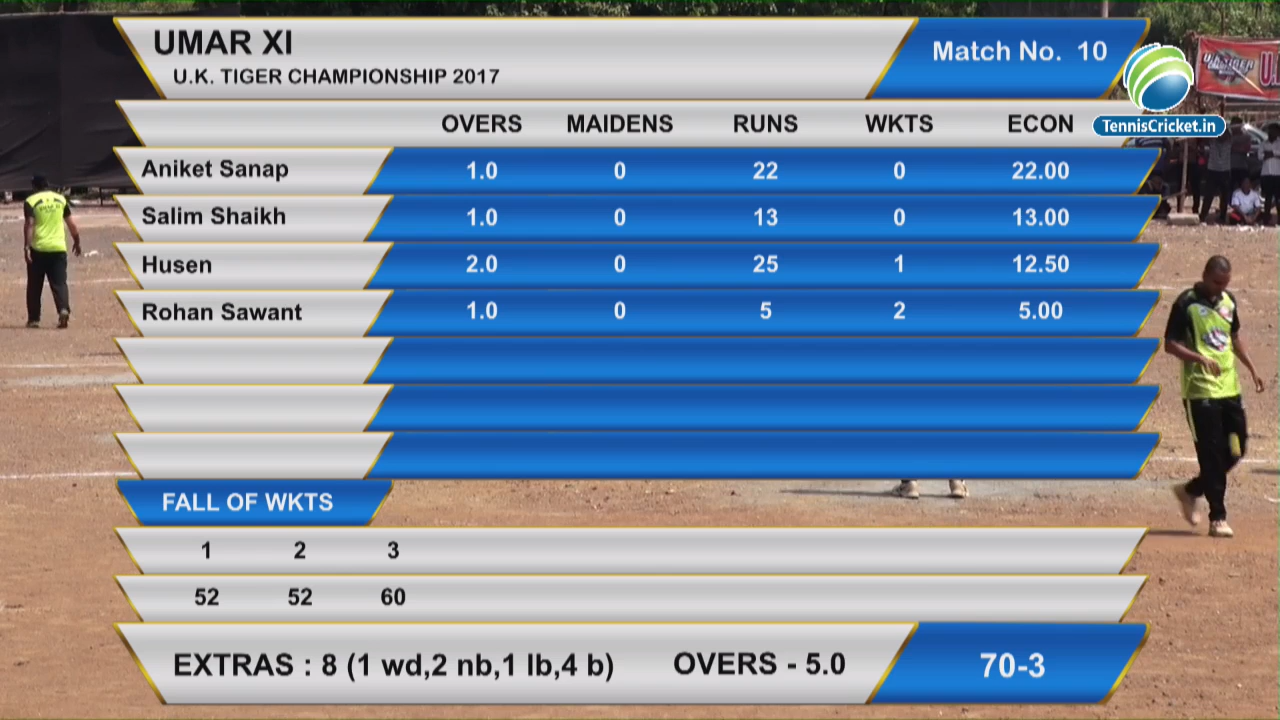 UMAR XI
U.K. TIGER CHAMPIONSHIP 2017
Match No. 10
TennisCricket.in
OVERS MAIDENS RUNS WKTS ECON
Aniket Sanap 1.0 0 22 0 22.00
Salim Shaikh 1.0 0 13 0 13.00
Husen 2.0 0 25 1 12.50
Rohan Sawant 1.0 0 5 2 5.00
FALL OF WKTS
1 2 3
52 52 60
EXTRAS : 8 (1 wd,2 nb,1 lb,4 b) OVERS - 5.0 70-3